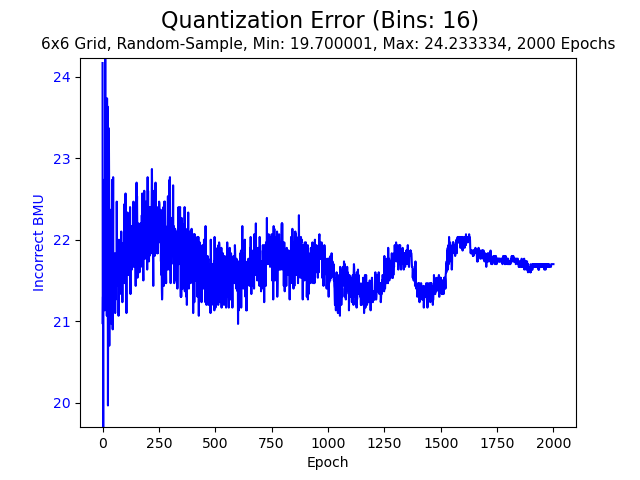 Quantization Error (Bins: 16)
6x6 Grid, Random-Sample, Min: 19.700001, Max: 24.233334, 2000 Epochs
24
23
22
21
20
Incorrect BMU
0 250 500 750 1000 1250 1500 1750 2000
Epoch